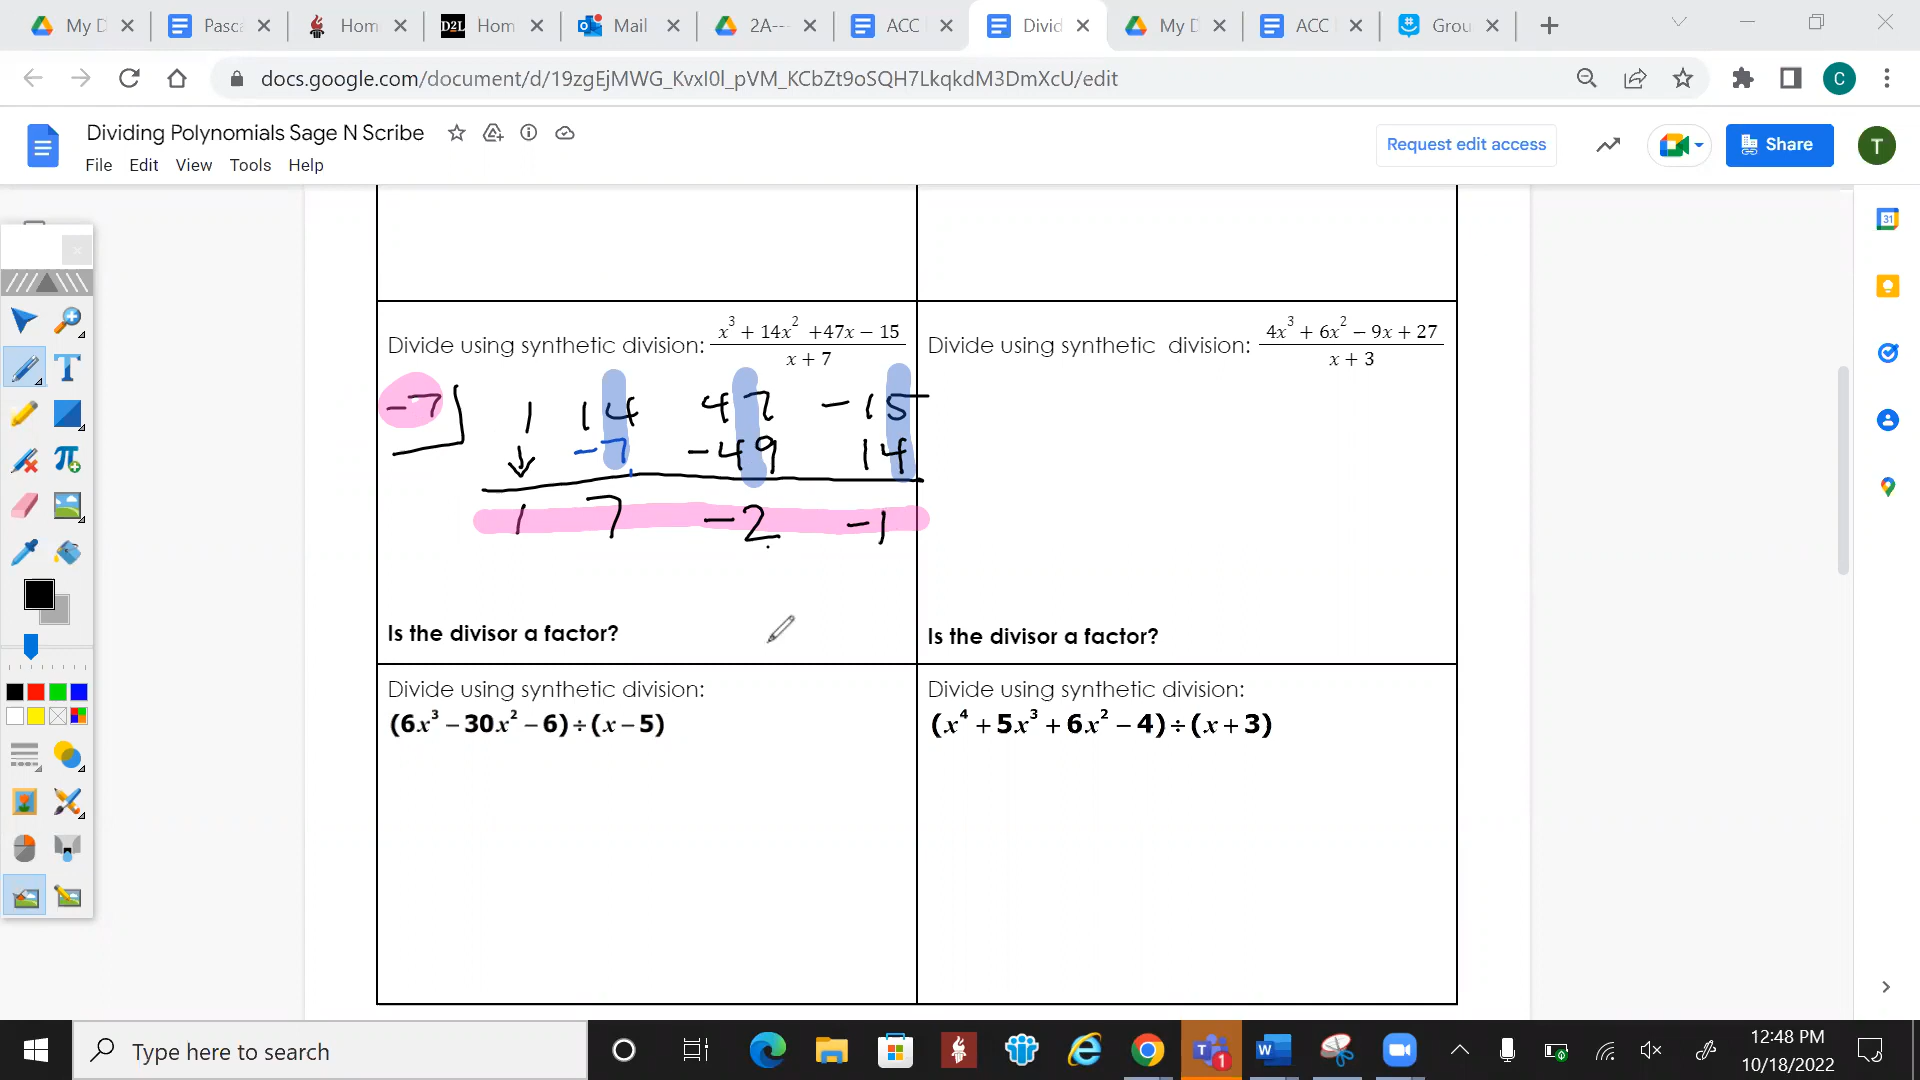 My D
Pasca
Hom
D2L
Hom
Mail
2A--
ACC
Divid
My D
ACC
Grou
docs.google.com/document/d/19zgEjMWG_KvxI0l_pVM_KCbZt9oSQH7LkqkdM3DmXcU/edit
C
Dividing Polynomials Sage N Scribe
File Edit View Tools Help
Request edit access
Share
T
31
Divide using synthetic division: x³ + 14x² +47x − 15
x + 7
Divide using synthetic division: 4x³ + 6x² − 9x + 27
x + 3
-7 1 14 47 -15
-7 -49 14
1 7 -2 -1
Is the divisor a factor?
Is the divisor a factor?
Divide using synthetic division:
(6x³ − 30x² − 6) ÷ (x − 5)
Divide using synthetic division:
(x⁴ + 5x³ + 6x² − 4) ÷ (x + 3)
T
π
Type here to search
1
12:48 PM
10/18/2022